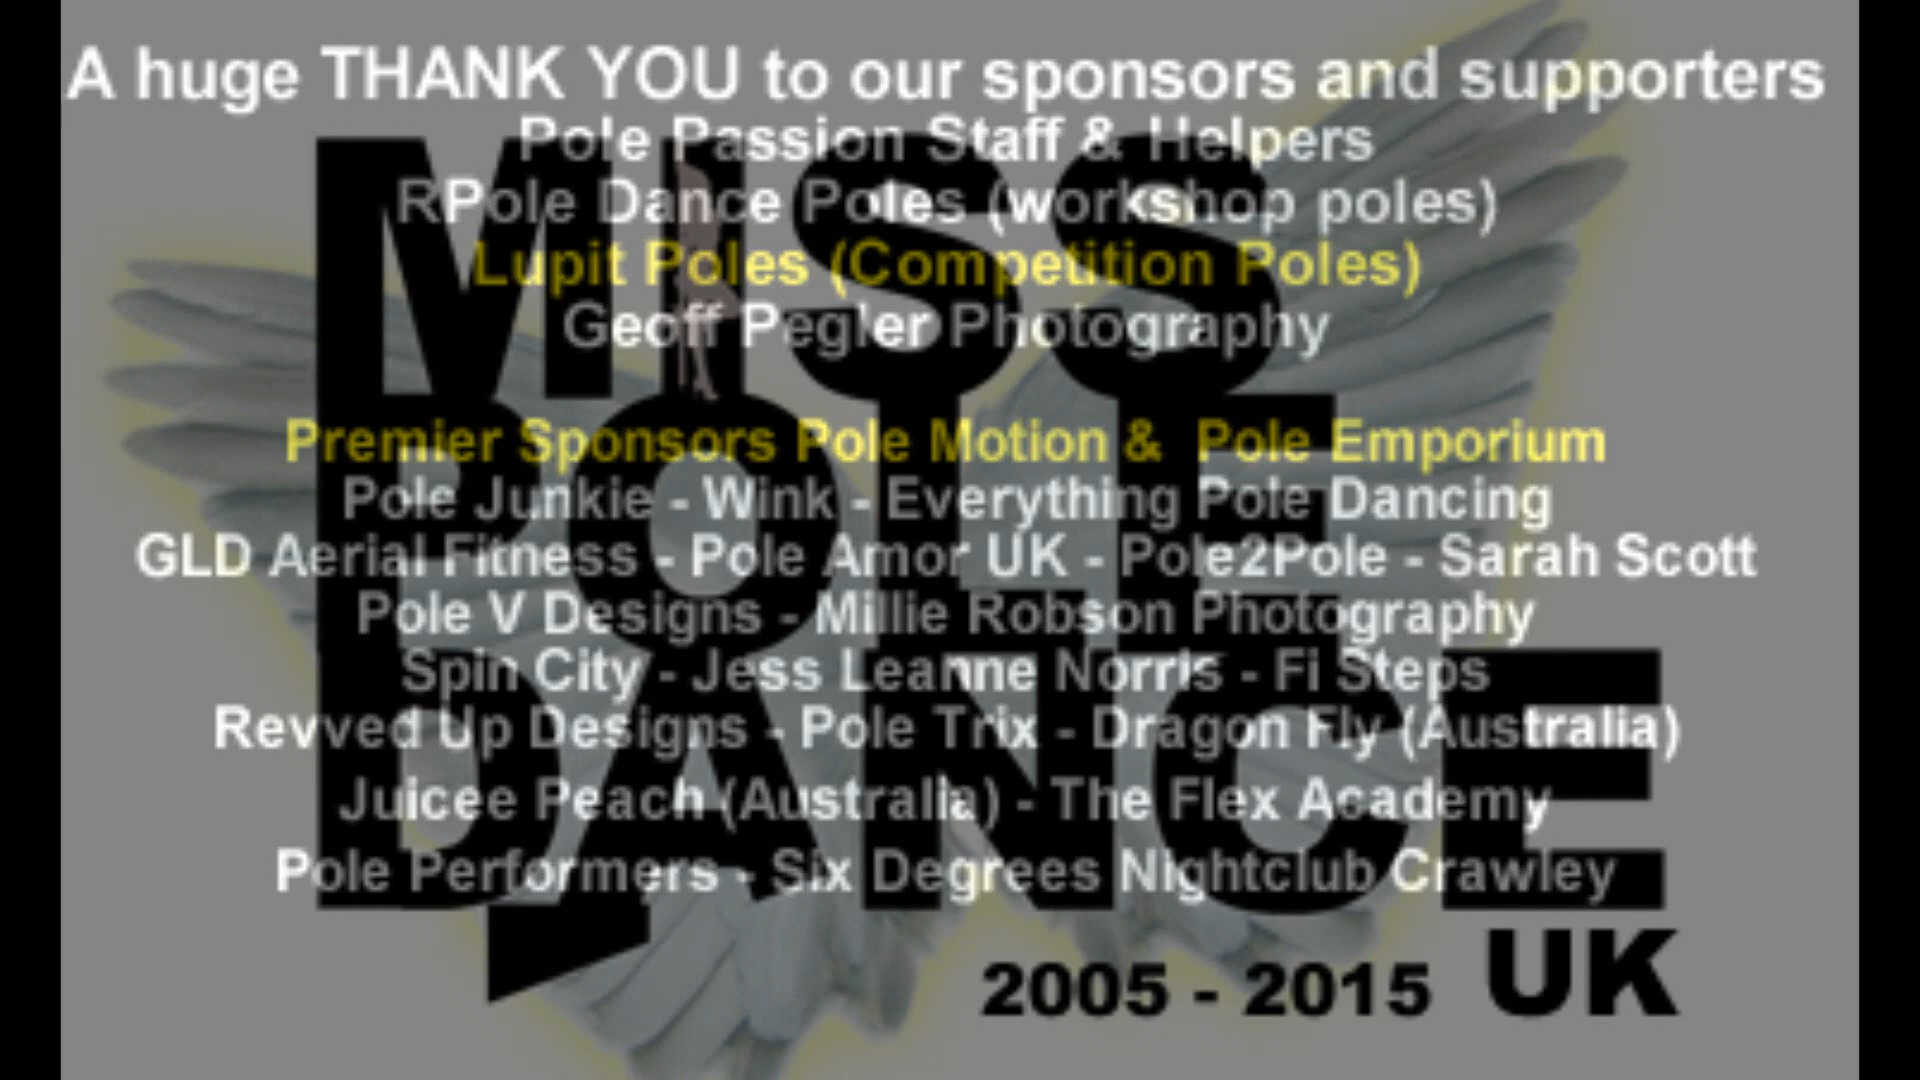 A huge THANK YOU to our sponsors and supporters
Pole Passion Staff & Helpers
RPole Dance Poles (workshop poles)
Lupit Poles (Competition Poles)
Geoff Pegler Photography
Premier Sponsors Pole Motion & Pole Emporium
Pole Junkie - Wink - Everything Pole Dancing
GLD Aerial Fitness - Pole Amor UK - Pole2Pole - Sarah Scott
Pole V Designs - Millie Robson Photography
Spin City - Jess Leanne Norris - Fi Steps
Revved Up Designs - Pole Trix - Dragon Fly (Australia)
Juicee Peach (Australia) - The Flex Academy
Pole Performers - Six Degrees Nightclub Crawley
MISS
POLE
DANCE
UK
2005 - 2015